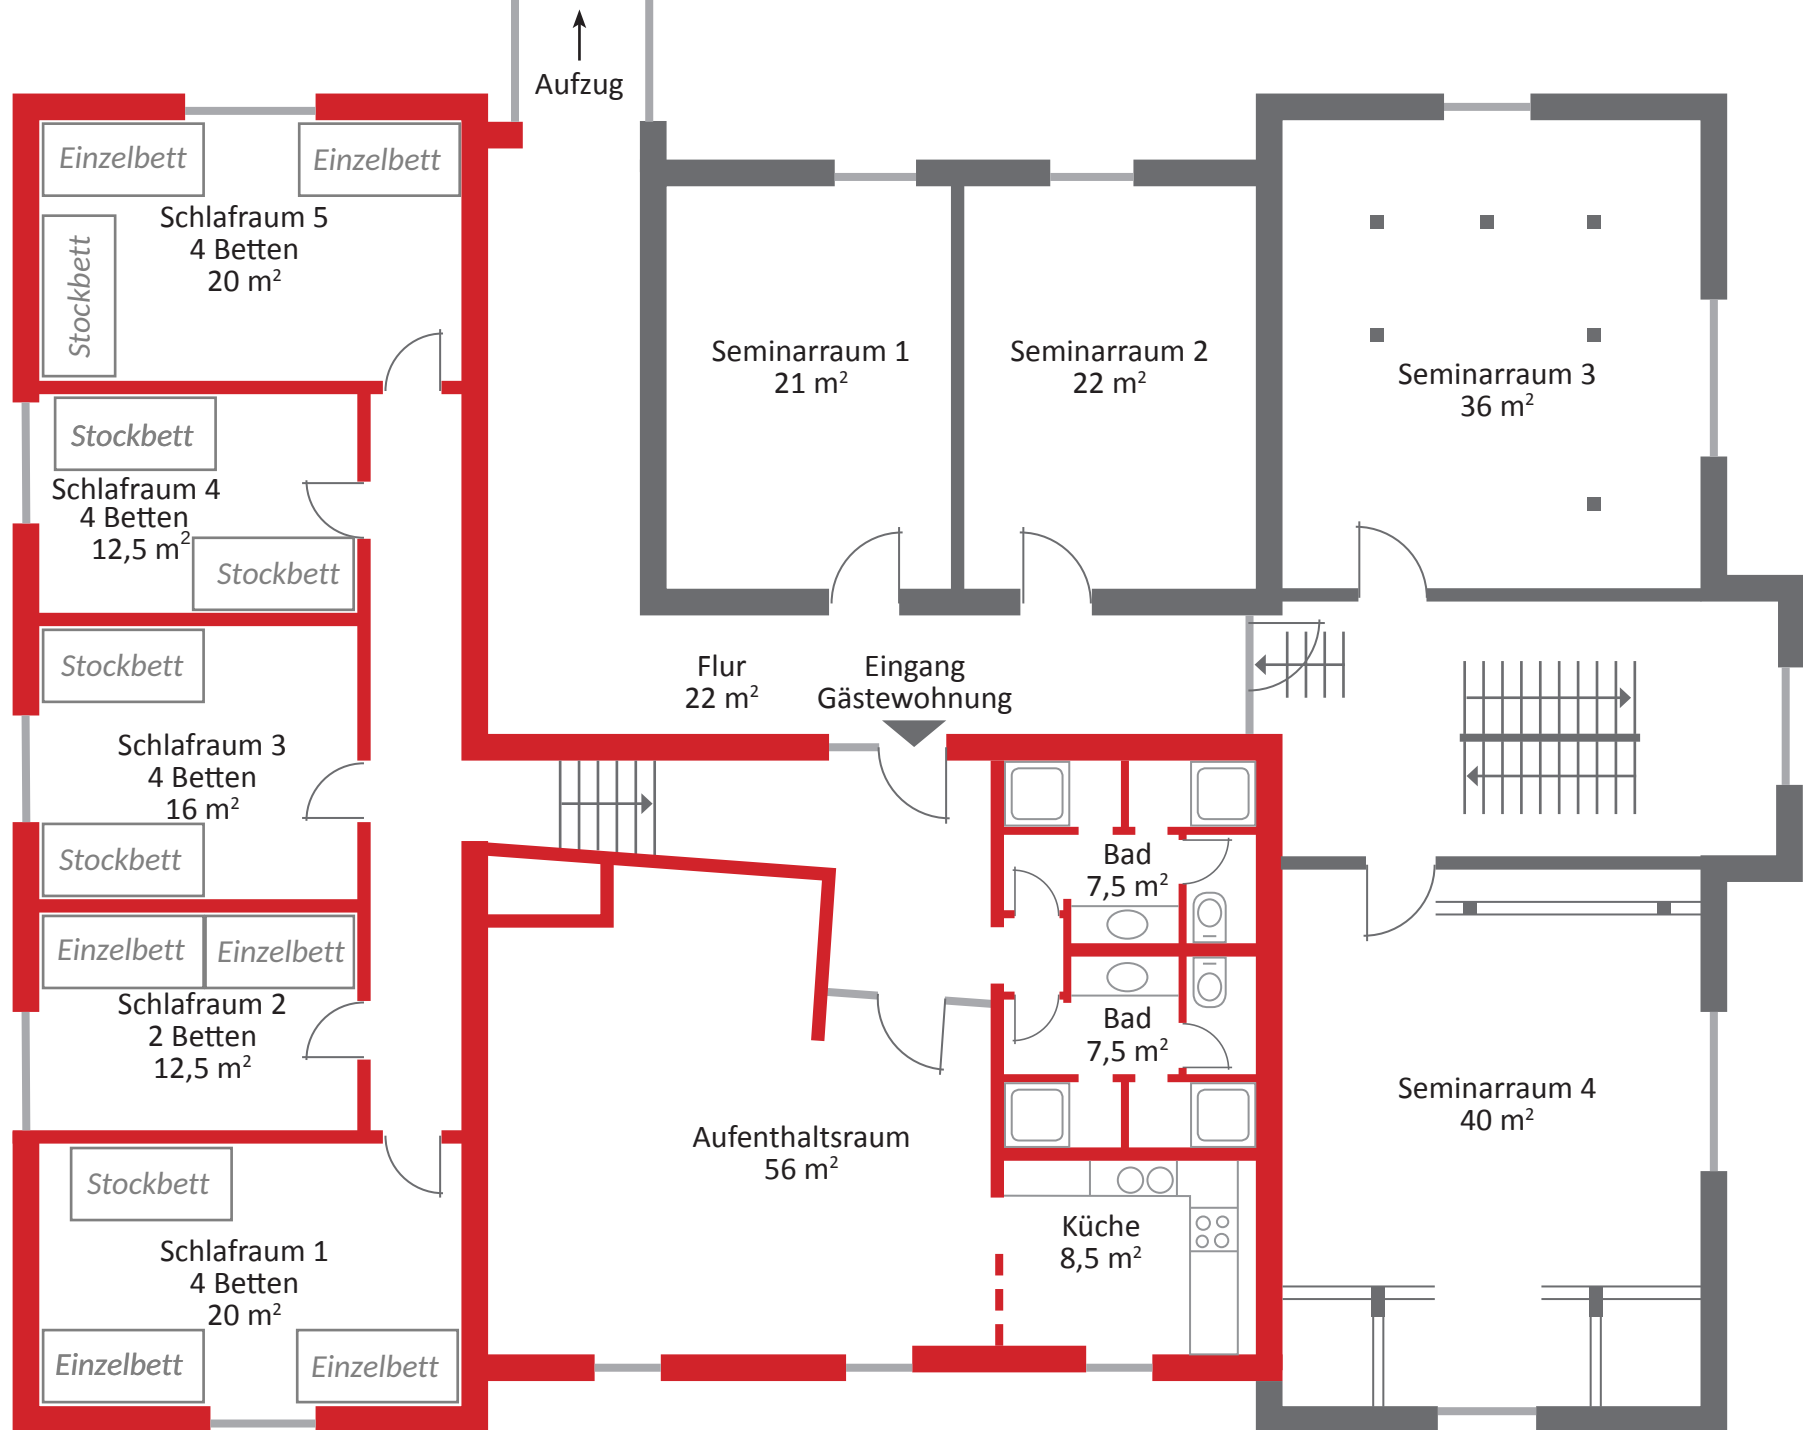 Aufzug
Einzelbett
Einzelbett
Schlafraum 5
4 Betten
20 m²
Stockbett
Stockbett
Schlafraum 4
4 Betten
12,5 m²
Stockbett
Stockbett
Schlafraum 3
4 Betten
16 m²
Stockbett
Einzelbett
Einzelbett
Schlafraum 2
2 Betten
12,5 m²
Stockbett
Schlafraum 1
4 Betten
20 m²
Einzelbett
Einzelbett
Seminarraum 1
21 m²
Seminarraum 2
22 m²
Seminarraum 3
36 m²
Flur
22 m²
Eingang
Gästewohnung
Bad
7,5 m²
Bad
7,5 m²
Aufenthaltsraum
56 m²
Küche
8,5 m²
Seminarraum 4
40 m²